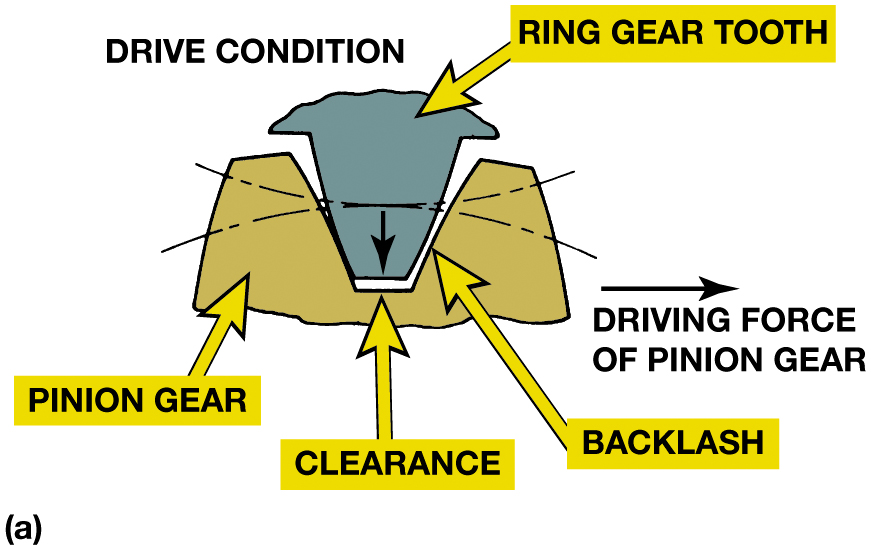 RING GEAR TOOTH
DRIVE CONDITION
DRIVING FORCE
OF PINION GEAR
PINION GEAR
BACKLASH
CLEARANCE
(a)